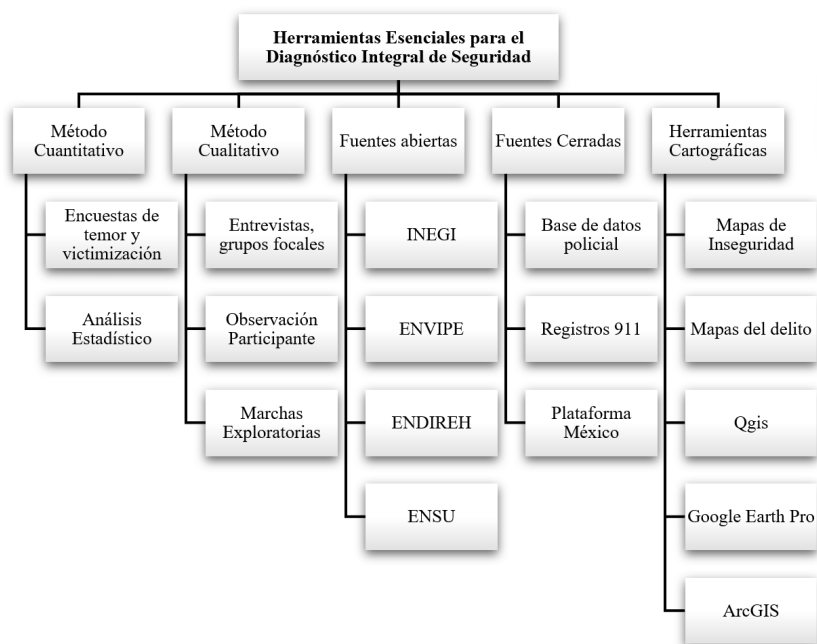 Herramientas Esenciales para el
Diagnóstico Integral de Seguridad
Método
Cuantitativo
Encuestas de
temor y
victimización
Análisis
Estadístico
Método
Cualitativo
Entrevistas,
grupos focales
Observación
Participante
Marchas
Exploratorias
Fuentes abiertas
INEGI
ENVIPE
ENDIREH
ENSU
Fuentes Cerradas
Base de datos
policial
Registros 911
Plataforma
México
Herramientas
Cartográficas
Mapas de
Inseguridad
Mapas del delito
Qgis
Google Earth Pro
ArcGIS